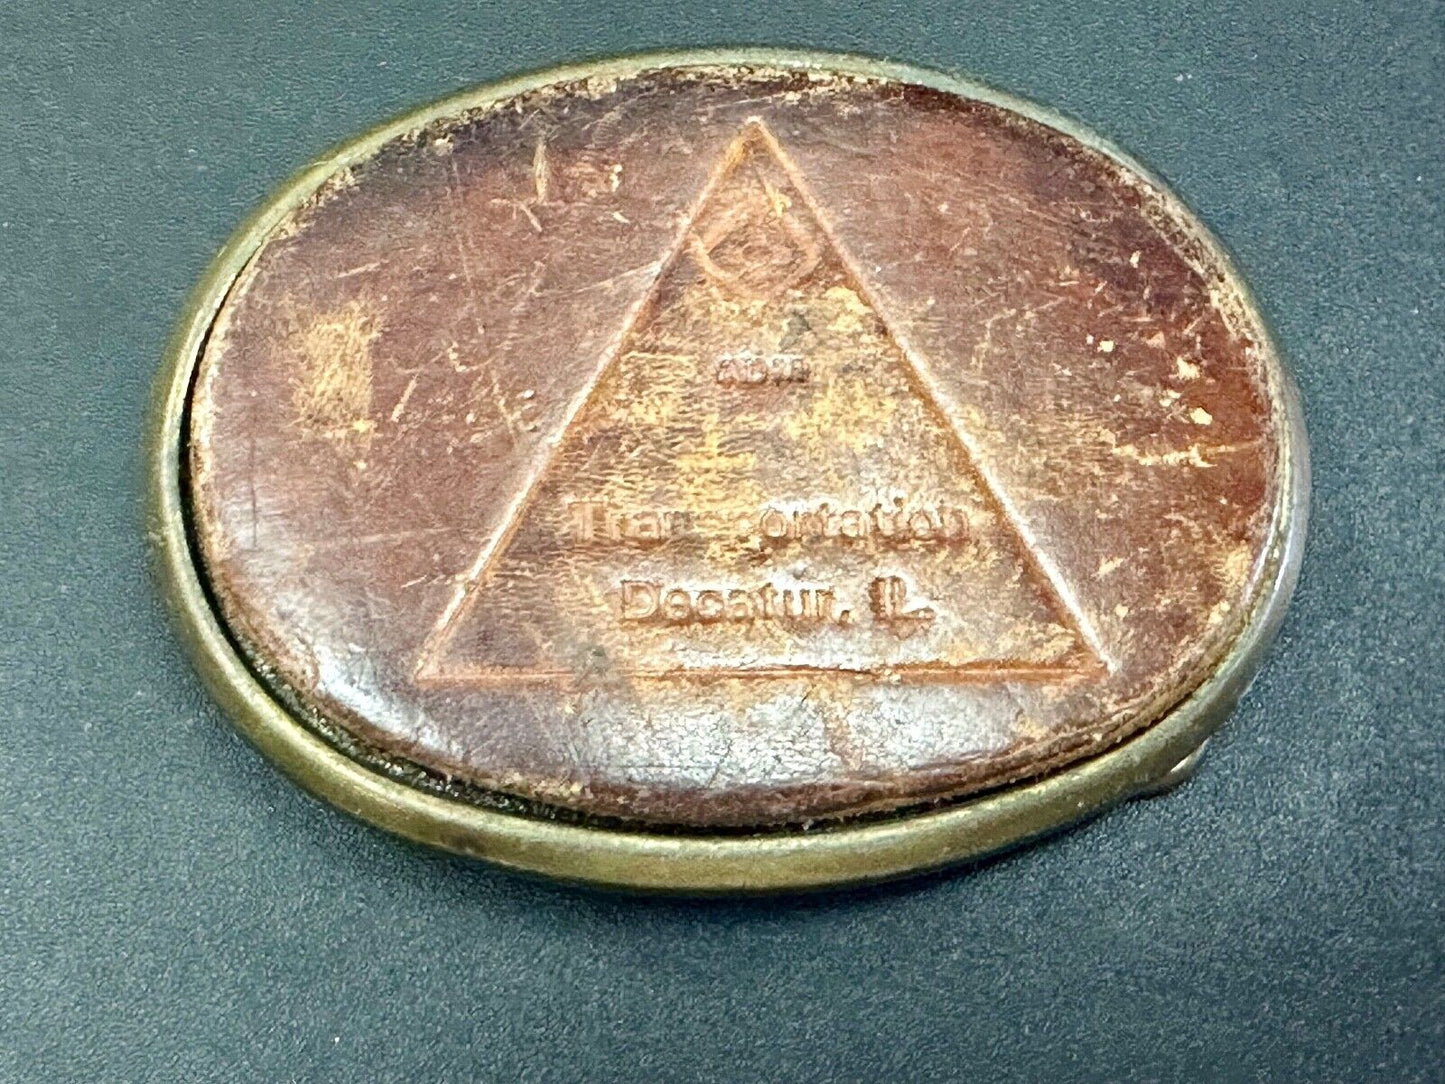 ADM
Transportation
Decatur, IL.